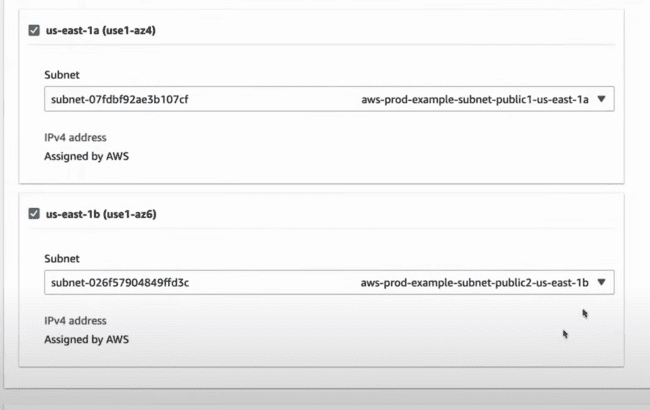 us-east-1a (use1-az4)
Subnet
subnet-07fdbf92ae3b107cf aws-prod-example-subnet-public1-us-east-1a
IPv4 address
Assigned by AWS
us-east-1b (use1-az6)
Subnet
subnet-026f57904849ffd3c aws-prod-example-subnet-public2-us-east-1b
IPv4 address
Assigned by AWS